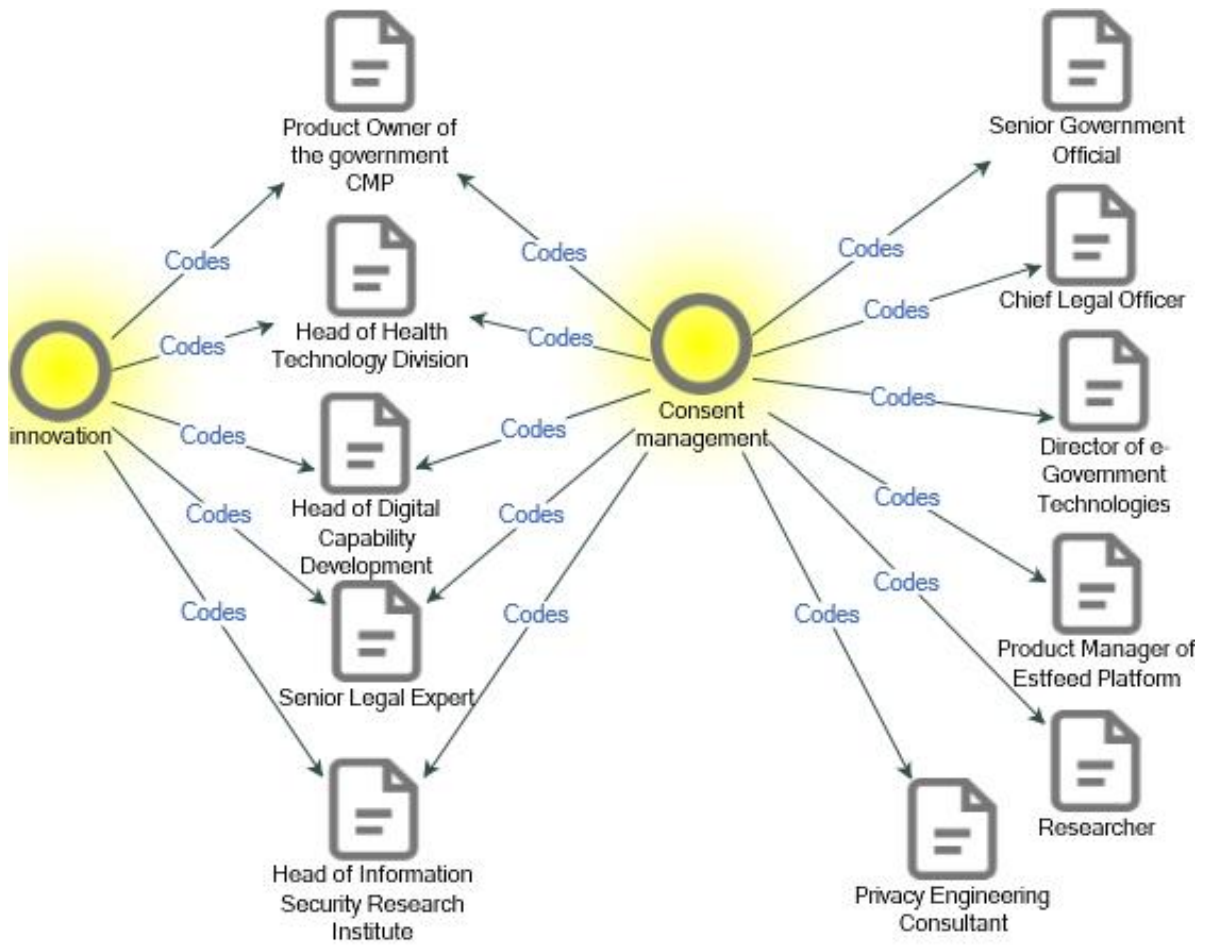 Product Owner of
the government
CMP
Senior Government
Official
Codes
Codes
Codes
Head of Health
Technology Division
Chief Legal Officer
Codes
Codes
Codes
innovation
Consent
management
Codes
Codes
Codes
Head of Digital
Capability
Development
Director of e-
Government
Technologies
Codes
Codes
Codes
Senior Legal Expert
Codes
Product Manager of
Estfeed Platform
Codes
Codes
Codes
Head of Information
Security Research
Institute
Researcher
Privacy Engineering
Consultant